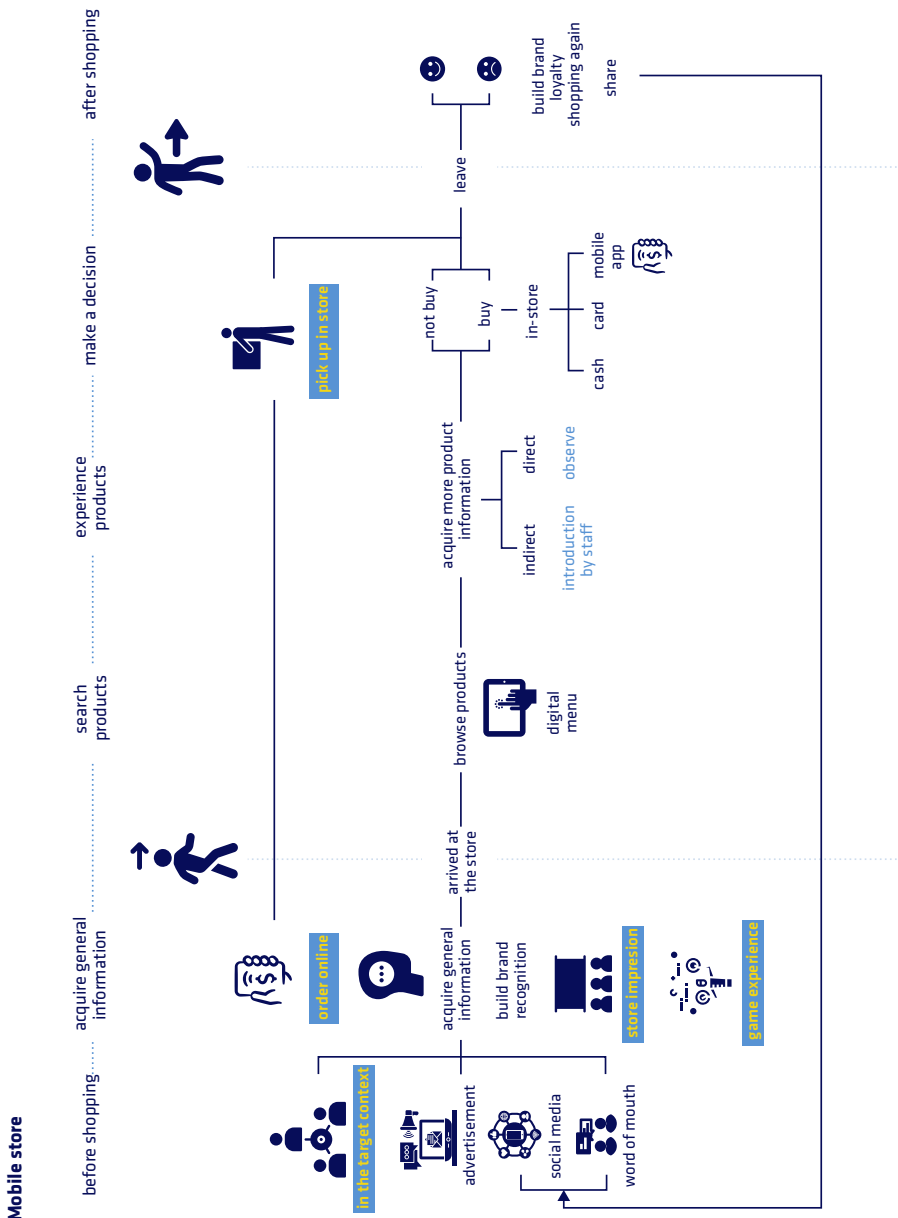 Mobile store
before shopping
acquire general
information
search
products
experience
products
make a decision
after shopping
order online
pick up in store
in the target context
advertisement
social media
word of mouth
acquire general
information
build brand
recognition
store impresion
game experience
arrived at
the store
browse products
digital
menu
acquire more product
information
indirect
direct
introduction
by staff
observe
not buy
buy
in-store
cash
card
mobile
app
leave
build brand
loyalty
shopping again
share